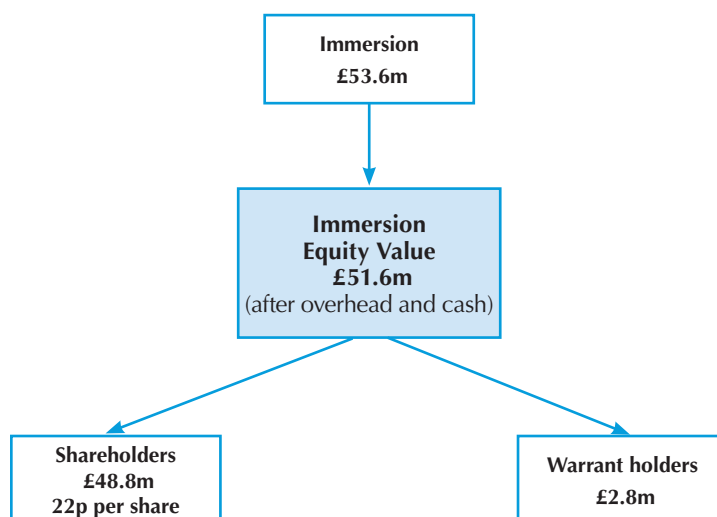 Immersion
£53.6m
Immersion
Equity Value
£51.6m
(after overhead and cash)
Shareholders
£48.8m
22p per share
Warrant holders
£2.8m